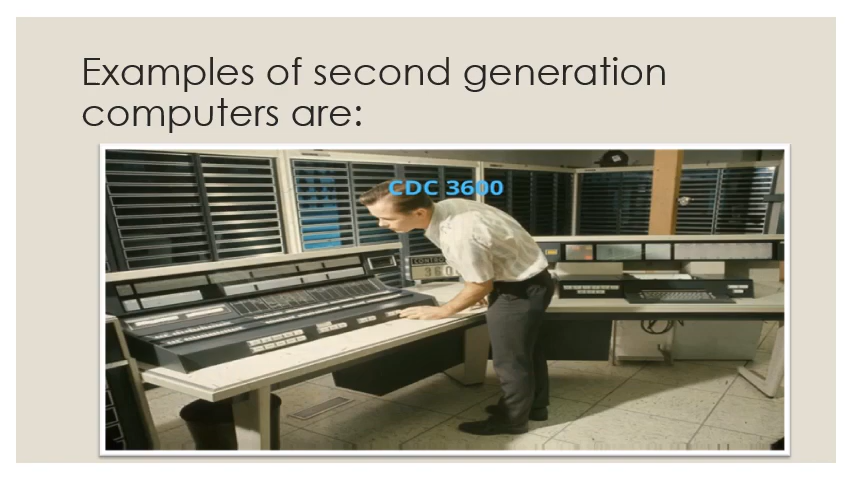 Examples of second generation
computers are:
CDC 3600